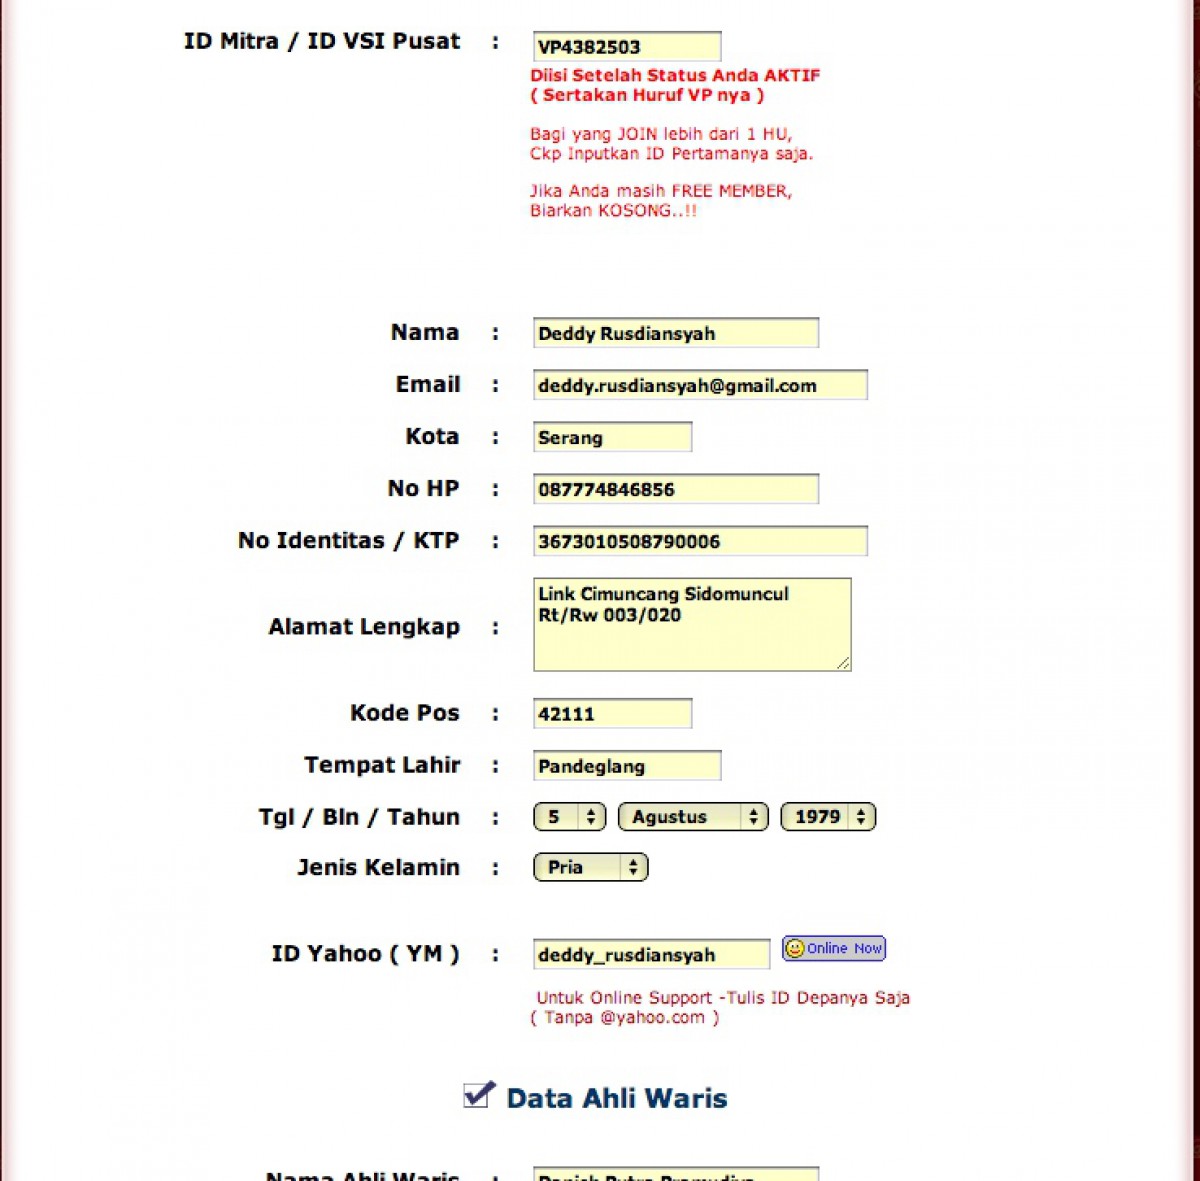 ID Mitra / ID VSI Pusat : VP4382503
Diisi Setelah Status Anda AKTIF
( Sertakan Huruf VP nya )
Bagi yang JOIN lebih dari 1 HU,
Ckp Inputkan ID Pertamanya saja.
Jika Anda masih FREE MEMBER,
Biarkan KOSONG..!!
Nama : Deddy Rusdiansyah
Email : deddy.rusdiansyah@gmail.com
Kota : Serang
No HP : 087774846856
No Identitas / KTP : 3673010508790006
Alamat Lengkap : Link Cimuncang Sidomuncul
Rt/Rw 003/020
Kode Pos : 42111
Tempat Lahir : Pandeglang
Tgl / Bln / Tahun : 5 Agustus 1979
Jenis Kelamin : Pria
ID Yahoo ( YM ) : deddy_rusdiansyah Online Now
Untuk Online Support -Tulis ID Depanya Saja
( Tanpa @yahoo.com )
Data Ahli Waris
Nama Ahli Waris :